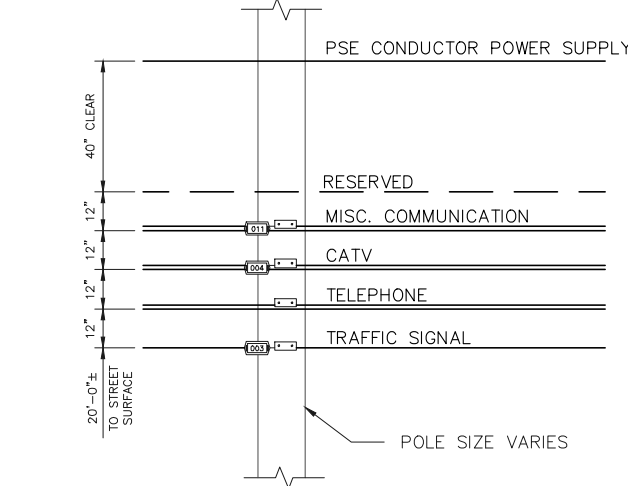 PSE CONDUCTOR POWER SUPPLY
40" CLEAR
RESERVED
12"
MISC. COMMUNICATION
011
12"
CATV
004
12"
TELEPHONE
12"
TRAFFIC SIGNAL
003
20'-0"±
TO STREET
SURFACE
POLE SIZE VARIES